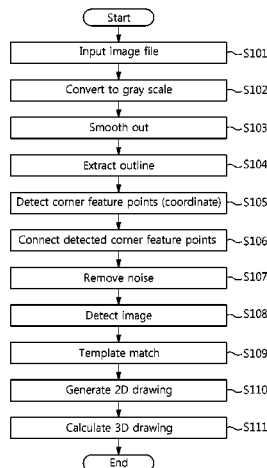 Start
Input image file
S101
Convert to gray scale
S102
Smooth out
S103
Extract outline
S104
Detect corner feature points (coordinate)
S105
Connect detected corner feature points
S106
Remove noise
S107
Detect image
S108
Template match
S109
Generate 2D drawing
S110
Calculate 3D drawing
S111
End